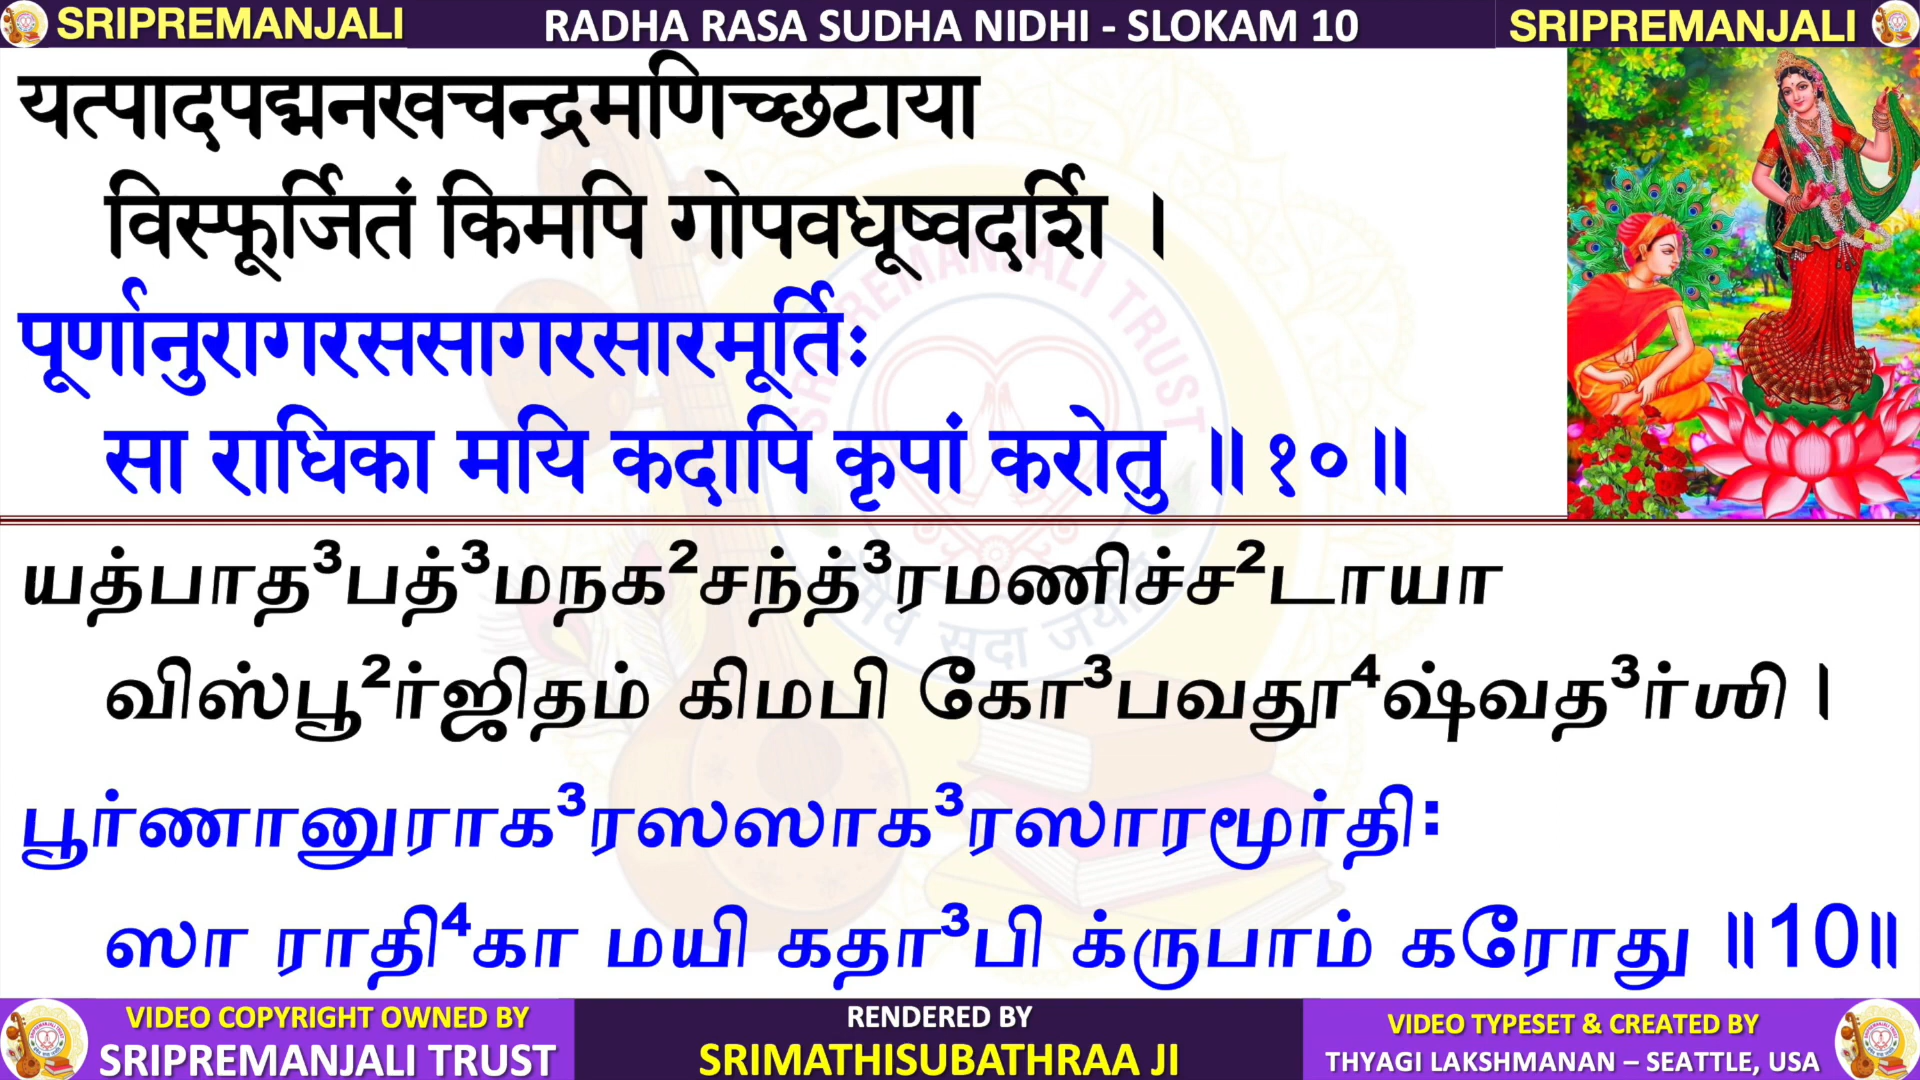 SRIPREMANJALI
RADHA RASA SUDHA NIDHI - SLOKAM 10
SRIPREMANJALI
यत्पादपद्मनखचन्द्रमणिच्छटाया
विस्फूर्जितं किमपि गोपवधूष्वदर्शि ।
पूर्णानुरागरससागरसारमूर्तिः
सा राधिका मयि कदापि कृपां करोतु ॥१०॥
யத்பாத³பத்³மநக²சந்த்³ரமணிச்ச²டாயா
விஸ்பூ²ர்ஜிதம் கிமபி கோ³பவதூ⁴ஷ்வத³ர்ஶி ।
பூர்ணானுராக³ரஸஸாக³ரஸாரமூர்தி꞉
ஸா ராதி⁴கா மயி கதா³பி க்ருபாம் கரோது ॥10॥
VIDEO COPYRIGHT OWNED BY
SRIPREMANJALI TRUST
RENDERED BY
SRIMATHISUBATHRAA JI
VIDEO TYPESET & CREATED BY
THYAGI LAKSHMANAN – SEATTLE, USA